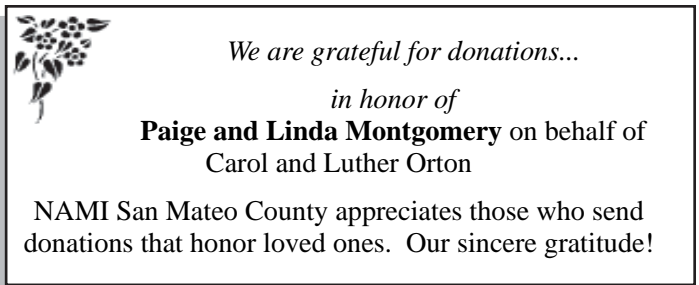 We are grateful for donations...
in honor of
Paige and Linda Montgomery on behalf of
Carol and Luther Orton
NAMI San Mateo County appreciates those who send
donations that honor loved ones.  Our sincere gratitude!